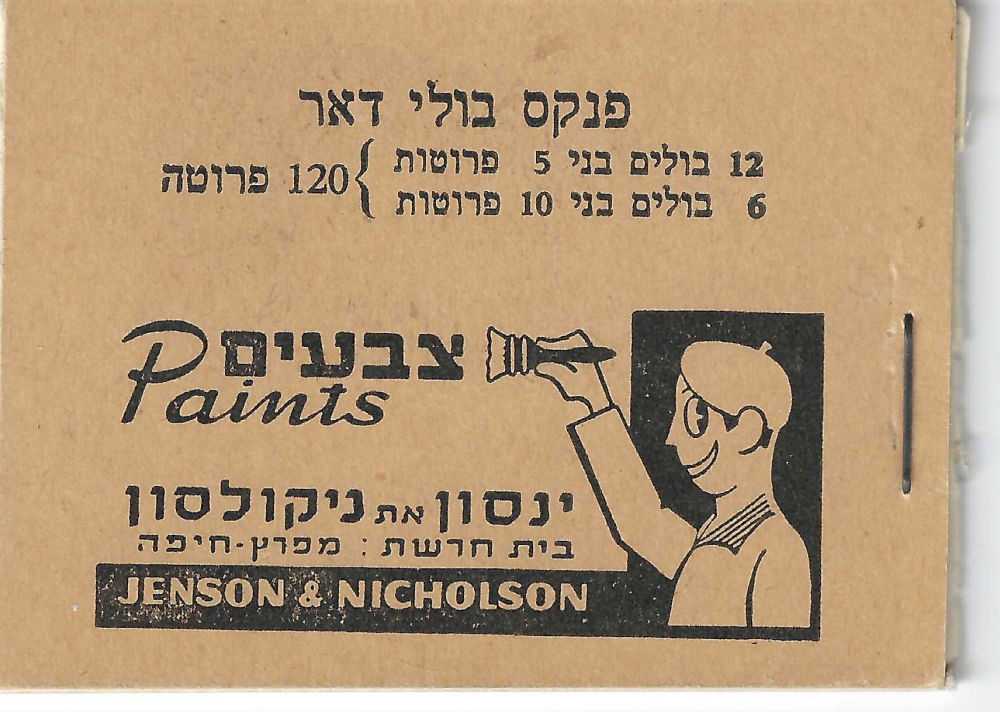 פנקס בולי דאר
12 בולים בני 5 פרוטות
6 בולים בני 10 פרוטות
} 120 פרוטה
צבעים
Paints
ינסון את ניקולסון
בית חרשת : מפרץ-חיפה
JENSON & NICHOLSON